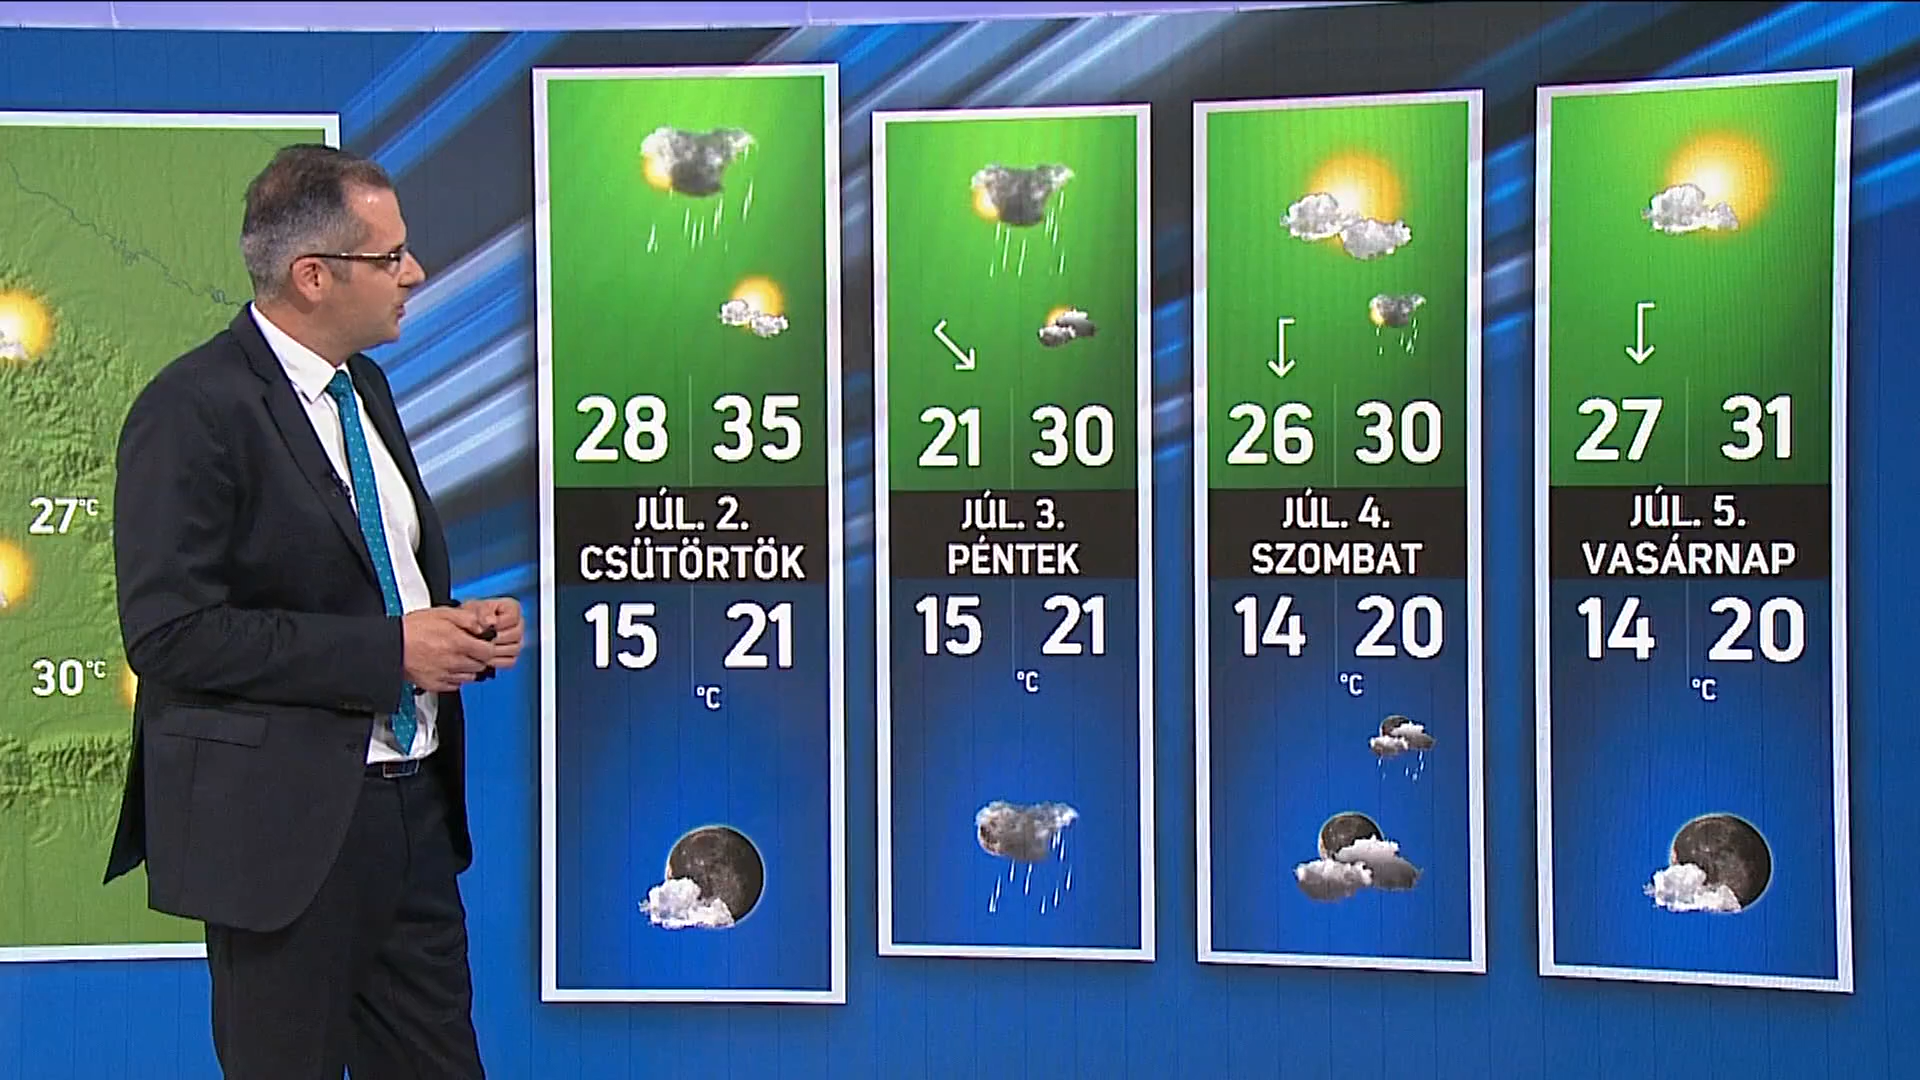 27°C
30°C
28 35
JÚL. 2.
CSÜTÖRTÖK
15 21
°C
21 30
JÚL. 3.
PÉNTEK
15 21
°C
26 30
JÚL. 4.
SZOMBAT
14 20
°C
27 31
JÚL. 5.
VASÁRNAP
14 20
°C